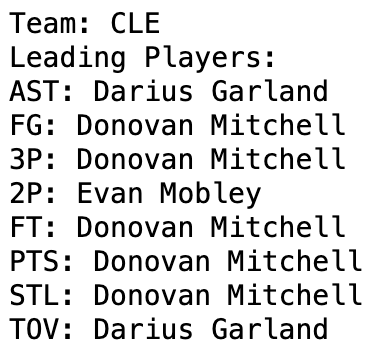 Team: CLE
Leading Players:
AST: Darius Garland
FG: Donovan Mitchell
3P: Donovan Mitchell
2P: Evan Mobley
FT: Donovan Mitchell
PTS: Donovan Mitchell
STL: Donovan Mitchell
TOV: Darius Garland